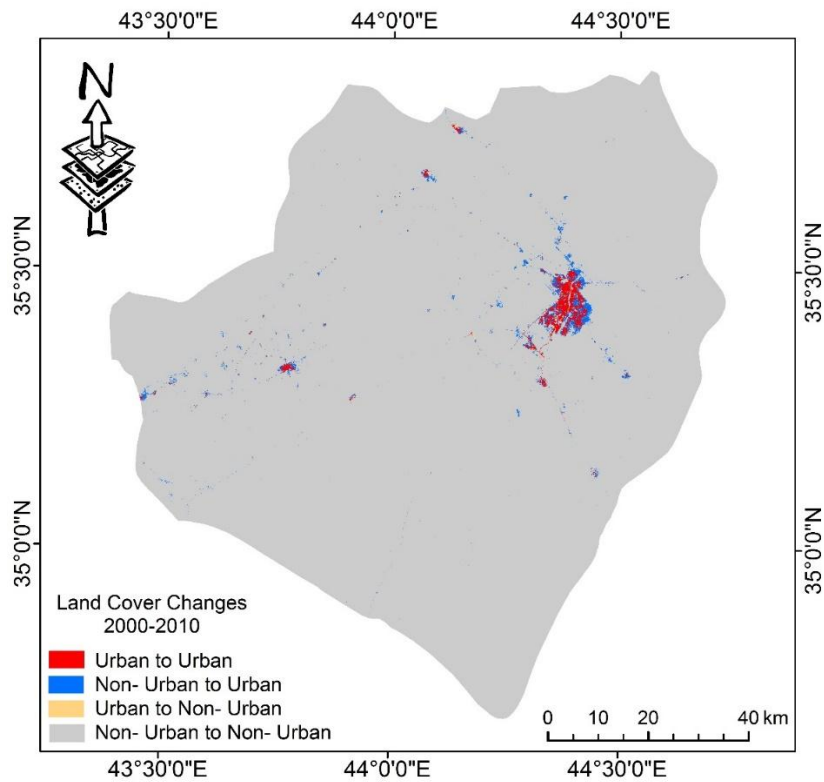 43°30'0"E 44°0'0"E 44°30'0"E
N
35°30'0"N 35°30'0"N
35°0'0"N 35°0'0"N
Land Cover Changes
2000-2010
Urban to Urban
Non- Urban to Urban
Urban to Non- Urban
Non- Urban to Non- Urban
0 10 20 40 km
43°30'0"E 44°0'0"E 44°30'0"E